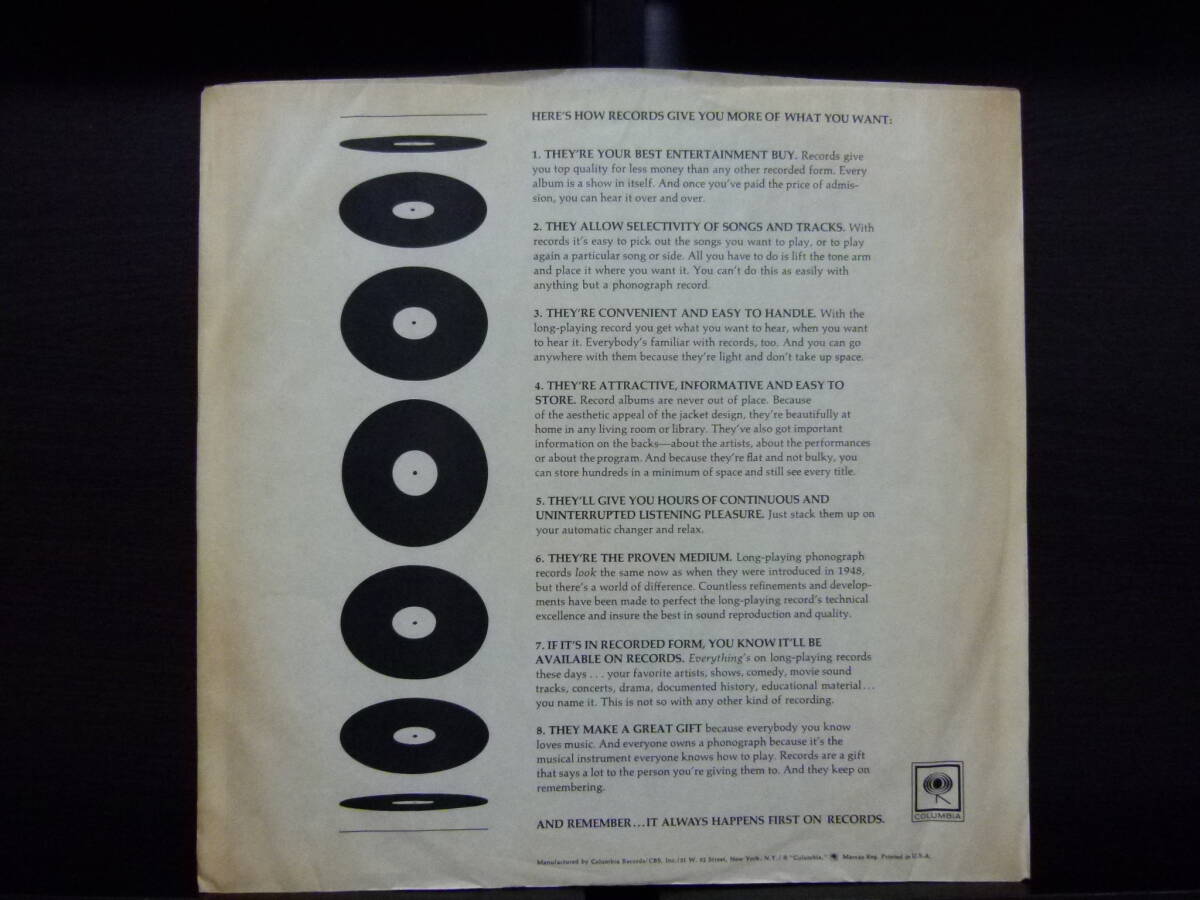 HERE'S HOW RECORDS GIVE YOU MORE OF WHAT YOU WANT:
1. THEY'RE YOUR BEST ENTERTAINMENT BUY. Records give
you top quality for less money than any other recorded form. Every
album is a show in itself. And once you've paid the price of admis-
sion, you can hear it over and over.
2. THEY ALLOW SELECTIVITY OF SONGS AND TRACKS. With
records it's easy to pick out the songs you want to play, or to play
again a particular song or side. All you have to do is lift the tone arm
and place it where you want it. You can't do this as easily with
anything but a phonograph record.
3. THEY'RE CONVENIENT AND EASY TO HANDLE. With the
long-playing record you get what you want to hear, when you want
to hear it. Everybody's familiar with records, too. And you can go
anywhere with them because they're light and don't take up space.
4. THEY'RE ATTRACTIVE, INFORMATIVE AND EASY TO
STORE. Record albums are never out of place. Because
of the aesthetic appeal of the jacket design, they're beautifully at
home in any living room or library. They've also got important
information on the backs—about the artists, about the performances
or about the program. And because they're flat and not bulky, you
can store hundreds in a minimum of space and still see every title.
5. THEY'LL GIVE YOU HOURS OF CONTINUOUS AND
UNINTERRUPTED LISTENING PLEASURE. Just stack them up on
your automatic changer and relax.
6. THEY'RE THE PROVEN MEDIUM. Long-playing phonograph
records look the same now as when they were introduced in 1948,
but there's a world of difference. Countless refinements and develop-
ments have been made to perfect the long-playing record's technical
excellence and insure the best in sound reproduction and quality.
7. IF IT'S IN RECORDED FORM, YOU KNOW IT'LL BE
AVAILABLE ON RECORDS. Everything's on long-playing records
these days . . . your favorite artists, shows, comedy, movie sound
tracks, concerts, drama, documented history, educational material...
you name it. This is not so with any other kind of recording.
8. THEY MAKE A GREAT GIFT because everybody you know
loves music. And everyone owns a phonograph because it's the
musical instrument everyone knows how to play. Records are a gift
that says a lot to the person you're giving them to. And they keep on
remembering.
COLUMBIA
AND REMEMBER...IT ALWAYS HAPPENS FIRST ON RECORDS.
Manufactured by Columbia Records/CBS, Inc./51 W. 52 Street, New York, N.Y./® "Columbia," Marcas Reg. Printed in U.S.A.